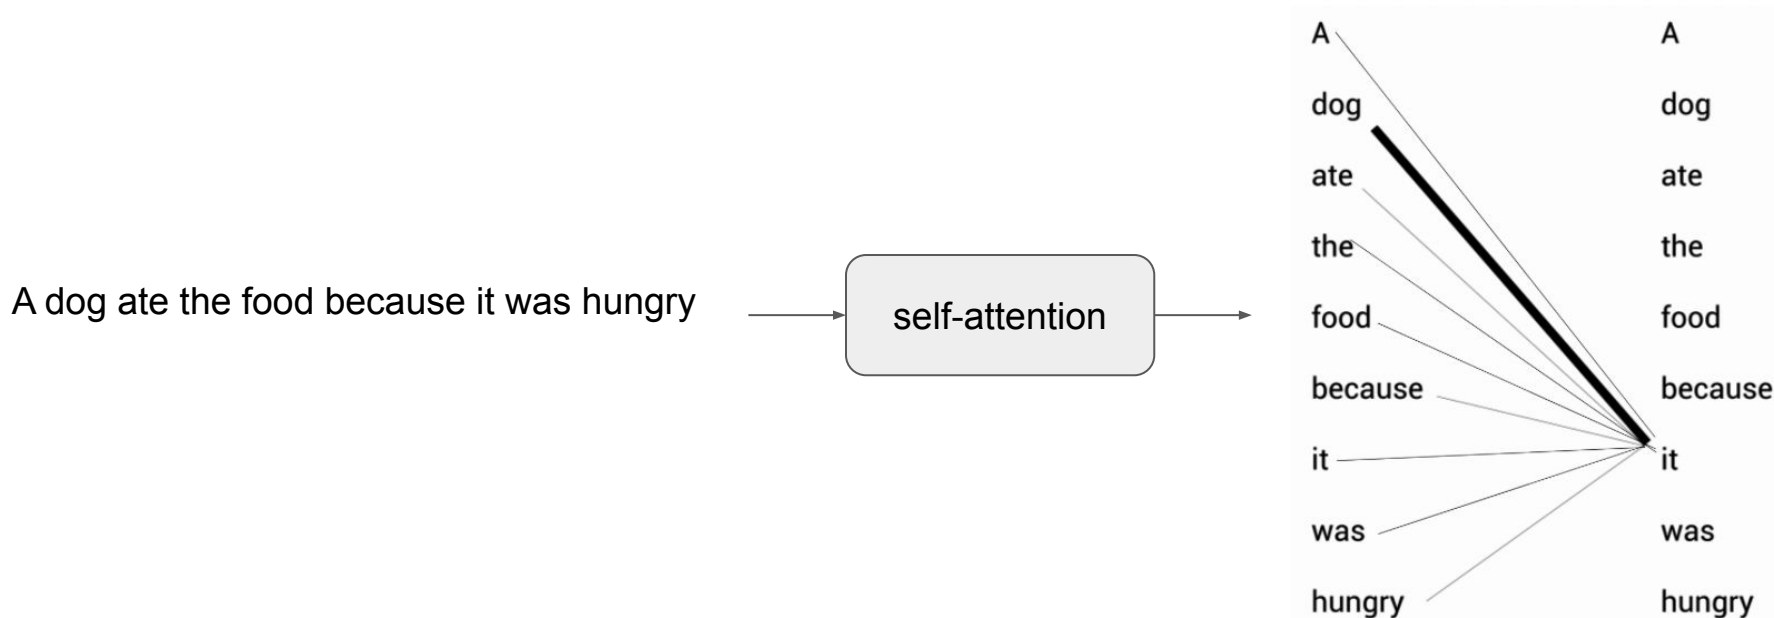 A dog ate the food because it was hungry
self-attention
A A
dog dog
ate ate
the the
food food
because because
it it
was was
hungry hungry